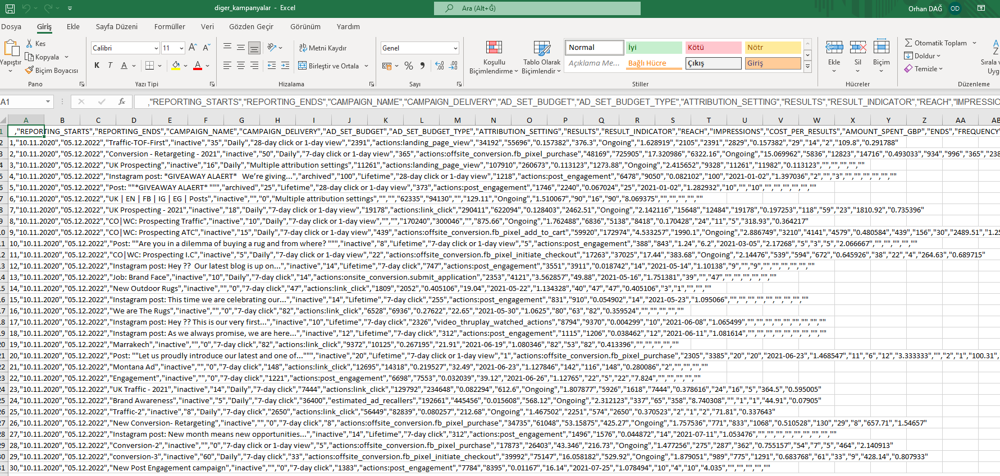 diger_kampanyalar - Excel
Ara (Alt+Ğ)
Orhan DAĞ
OD
Dosya Giriş Ekle Sayfa Düzeni Formüller Veri Gözden Geçir Görünüm Yardım
Yapıştır
Kes
Kopyala
Biçim Boyacısı
Pano
Calibri 11
K T A
Yazı Tipi
Metni Kaydır
Birleştir ve Ortala
Hizalama
Genel
Sayı
Koşullu Biçimlendirme
Tablo Olarak Biçimlendir
Normal İyi Kötü Nötr
Açıklama Me... Bağlı Hücre Çıkış Giriş
Stiller
Ekle Sil Biçim
Hücreler
Otomatik Toplam
Doldur
Temizle
Sırala v
Uyg
Düzenleme
A1
fx
,"REPORTING_STARTS","REPORTING_ENDS","CAMPAIGN_NAME","CAMPAIGN_DELIVERY","AD_SET_BUDGET","AD_SET_BUDGET_TYPE","ATTRIBUTION_SETTING","RESULTS","RESULT_INDICATOR","REACH","IMPRESSIO
A B C D E F G H I J K L M N O P Q R S T U V W X Y Z AA AB
1 ,"REPORTING_STARTS","REPORTING_ENDS","CAMPAIGN_NAME","CAMPAIGN_DELIVERY","AD_SET_BUDGET","AD_SET_BUDGET_TYPE","ATTRIBUTION_SETTING","RESULTS","RESULT_INDICATOR","REACH","IMPRESSIONS","COST_PER_RESULTS","AMOUNT_SPENT_GBP","ENDS","FREQUENCY"
2 1,"10.11.2020","05.12.2022","Traffic-TOF-First","inactive","35","Daily","28-day click or 1-day view","2391","actions:landing_page_view","34192","55696","0.157382","376.3","Ongoing","1.628919","2105","2391","2829","0.157382","29","14","2","109.8","0.291788"
3 2,"10.11.2020","05.12.2022","Conversion - Retargeting - 2021","inactive","50","Daily","7-day click or 1-day view","365","actions:offsite_conversion.fb_pixel_purchase","48169","725905","17.320986","6322.16","Ongoing","15.069962","5836","12823","14716","0.493033","934","996","365","238
4 3,"10.11.2020","05.12.2022","UK Prospecting","inactive","16","Daily","Multiple attribution settings","11261","actions:landing_page_view","107910","260673","0.113123","1273.88","Ongoing","2.415652","9328","11261","11982","0.113123","","","","",""
5 4,"10.11.2020","05.12.2022","Instagram post: *GIVEAWAY ALAERT*   We're giving...","archived","100","Lifetime","28-day click or 1-day view","1218","actions:post_engagement","6478","9050","0.082102","100","2021-01-02","1.397036","2","","3","","","","","",""
6 5,"10.11.2020","05.12.2022","Post: ""*GIVEAWAY ALAERT* ""","archived","25","Lifetime","28-day click or 1-day view","373","actions:post_engagement","1746","2240","0.067024","25","2021-01-02","1.282932","10","","10","","","","","",""
7 6,"10.11.2020","05.12.2022","UK | EN | FB | IG | EG | Posts","inactive","","0","Multiple attribution settings","","","62335","94130","","129.11","Ongoing","1.510067","90","16","90","8.069375","","","","",""
8 7,"10.11.2020","05.12.2022","UK Prospecting - 2021","inactive","18","Daily","7-day click or 1-day view","19178","actions:link_click","290411","622094","0.128403","2462.51","Ongoing","2.142116","15648","12484","19178","0.197253","118","59","23","1810.92","0.735396"
9 8,"10.11.2020","05.12.2022","CO|WC: Prospecting Traffic","inactive","10","Daily","7-day click or 1-day view","","","170240","300046","","875.66","Ongoing","1.762488","6836","5138","8418","0.170428","24","11","5","318.93","0.364217"
10 9,"10.11.2020","05.12.2022","CO|WC: Prospecting ATC","inactive","15","Daily","7-day click or 1-day view","439","actions:offsite_conversion.fb_pixel_add_to_cart","59920","172974","4.533257","1990.1","Ongoing","2.886749","3210","4141","4579","0.480584","439","156","30","2489.51","1.25
11 10,"10.11.2020","05.12.2022","Post: ""Are you in a dilemma of buying a rug and from where? ""","inactive","8","Lifetime","7-day click or 1-day view","5","actions:post_engagement","388","843","1.24","6.2","2021-03-05","2.17268","5","3","5","2.066667","","","","",""
12 11,"10.11.2020","05.12.2022","CO|WC: Prospecting I.C","inactive","5","Daily","7-day click or 1-day view","22","actions:offsite_conversion.fb_pixel_initiate_checkout","17263","37025","17.44","383.68","Ongoing","2.14476","539","594","672","0.645926","38","22","4","264.63","0.689715"
13 12,"10.11.2020","05.12.2022","Instagram post: Hey ??  Our latest blog is up on...","inactive","14","Lifetime","7-day click","747","actions:post_engagement","3551","3911","0.018742","14","2021-05-14","1.10138","9","","9","","","","","",""
14 13,"10.11.2020","05.12.2022","Job: Brand Face","inactive","10","Daily","7-day click","14","actions:onsite_conversion.submit_application","2353","4121","3.562857","49.88","2021-05-16","1.751381","39","","47","","","","","",""
15 14,"10.11.2020","05.12.2022","New Outdoor Rugs","inactive","","0","7-day click","47","actions:link_click","1809","2052","0.405106","19.04","2021-05-22","1.134328","40","47","47","0.405106","3","1","","",""
16 15,"10.11.2020","05.12.2022","Instagram post: This time we are celebrating our...","inactive","14","Lifetime","7-day click","255","actions:post_engagement","831","910","0.054902","14","2021-05-23","1.095066","","","","","","","","",""
17 16,"10.11.2020","05.12.2022","We are The Rugs","inactive","","0","7-day click","82","actions:link_click","6528","6936","0.27622","22.65","2021-05-30","1.0625","80","63","82","0.359524","","","","",""
18 17,"10.11.2020","05.12.2022","Instagram post: Hey ?? This is our very first...","inactive","10","Lifetime","7-day click","2326","video_thruplay_watched_actions","8794","9370","0.004299","10","2021-06-08","1.065499","","","","","","","","",""
19 18,"10.11.2020","05.12.2022","Instagram post: As we always promise, we are here...","inactive","12","Lifetime","7-day click","312","actions:post_engagement","1115","1206","0.038462","12","2021-06-11","1.081614","","","","","","","","",""
20 19,"10.11.2020","05.12.2022","Marrakech","inactive","","0","7-day click","82","actions:link_click","9372","10125","0.267195","21.91","2021-06-19","1.080346","82","53","82","0.413396","","","","",""
21 20,"10.11.2020","05.12.2022","Post: ""Let us proudly introduce our latest and one of...""","inactive","20","Lifetime","7-day click or 1-day view","1","actions:offsite_conversion.fb_pixel_purchase","2305","3385","20","20","2021-06-23","1.468547","11","6","12","3.333333","","2","1","100.31",
22 21,"10.11.2020","05.12.2022","Montana Ad","inactive","","0","7-day click","148","actions:link_click","12695","14318","0.219527","32.49","2021-06-23","1.127846","142","116","148","0.280086","2","","","",""
23 22,"10.11.2020","05.12.2022","Engagement","inactive","","0","7-day click","1221","actions:post_engagement","6698","7553","0.032039","39.12","2021-06-26","1.12765","22","5","22","7.824","","","","",""
24 23,"10.11.2020","05.12.2022","UK Traffic - 2021","inactive","14","Daily","7-day click","7444","actions:link_click","129792","234648","0.082294","612.6","Ongoing","1.807877","5926","1618","7444","0.378616","24","16","5","364.5","0.595005"
25 24,"10.11.2020","05.12.2022","Brand Awareness","inactive","5","Daily","7-day click","36400","estimated_ad_recallers","192661","445456","0.015608","568.12","Ongoing","2.312123","337","65","358","8.740308","","1","1","44.91","0.07905"
26 25,"10.11.2020","05.12.2022","Traffic-2","inactive","8","Daily","7-day click","2650","actions:link_click","56449","82839","0.080257","212.68","Ongoing","1.467502","2251","574","2650","0.370523","2","1","2","71.81","0.337643"
27 26,"10.11.2020","05.12.2022","New Conversion- Retargeting","inactive","","0","7-day click","8","actions:offsite_conversion.fb_pixel_purchase","34735","61048","53.15875","425.27","Ongoing","1.757536","771","833","1068","0.510528","130","29","8","657.71","1.54657"
28 27,"10.11.2020","05.12.2022","Instagram post: New month means new opportunities...","inactive","14","Lifetime","7-day click","312","actions:post_engagement","1496","1576","0.044872","14","2021-07-11","1.053476","","","","","","","","",""
29 28,"10.11.2020","05.12.2022","Conversion-2","inactive","","0","7-day click or 1-day view","5","actions:offsite_conversion.fb_pixel_purchase","17873","26403","43.346","216.73","Ongoing","1.477256","275","287","362","0.755157","54","7","5","464","2.140913"
30 29,"10.11.2020","05.12.2022","conversion-3","inactive","60","Daily","7-day click","33","actions:offsite_conversion.fb_pixel_initiate_checkout","39992","75147","16.058182","529.92","Ongoing","1.879051","989","775","1291","0.683768","61","33","9","428.14","0.807933"
31 30,"10.11.2020","05.12.2022","New Post Engagement campaign","inactive","","0","7-day click","1383","actions:post_engagement","7784","8395","0.01167","16.14","2021-07-25","1.078494","10","4","10","4.035","","","","",""